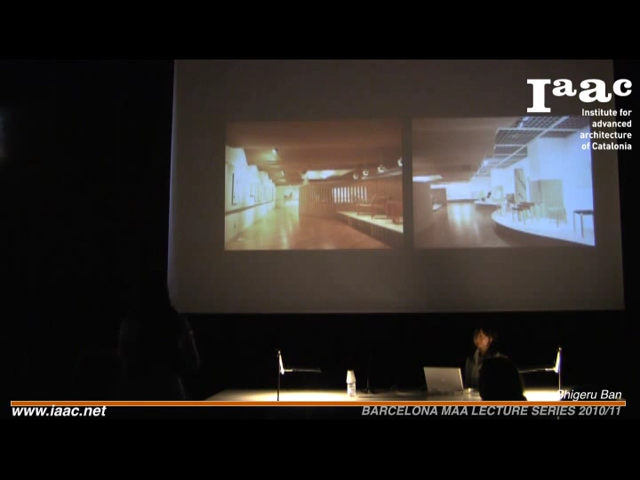 Iaac
Institute for
advanced
architecture
of Catalonia
Shigeru Ban
www.iaac.net
BARCELONA MAA LECTURE SERIES 2010/11